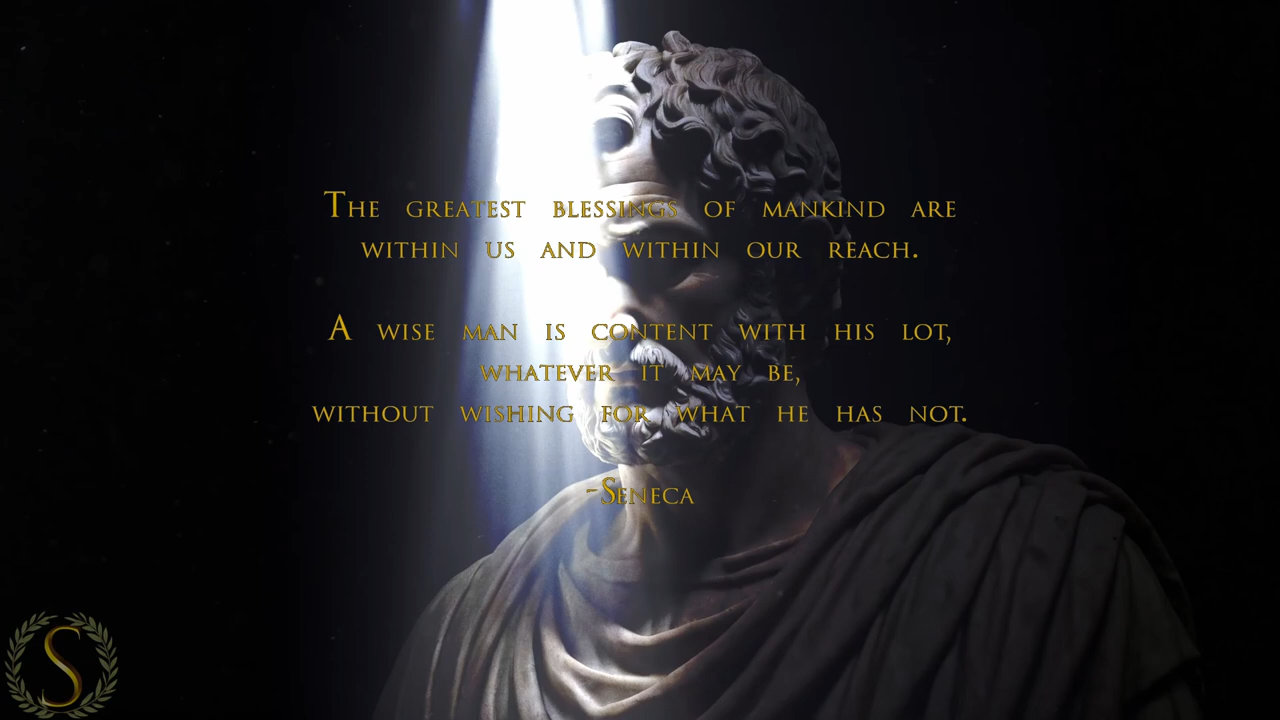 The greatest blessings of mankind are
within us and within our reach.
A wise man is content with his lot,
whatever it may be,
without wishing for what he has not.
-Seneca
S